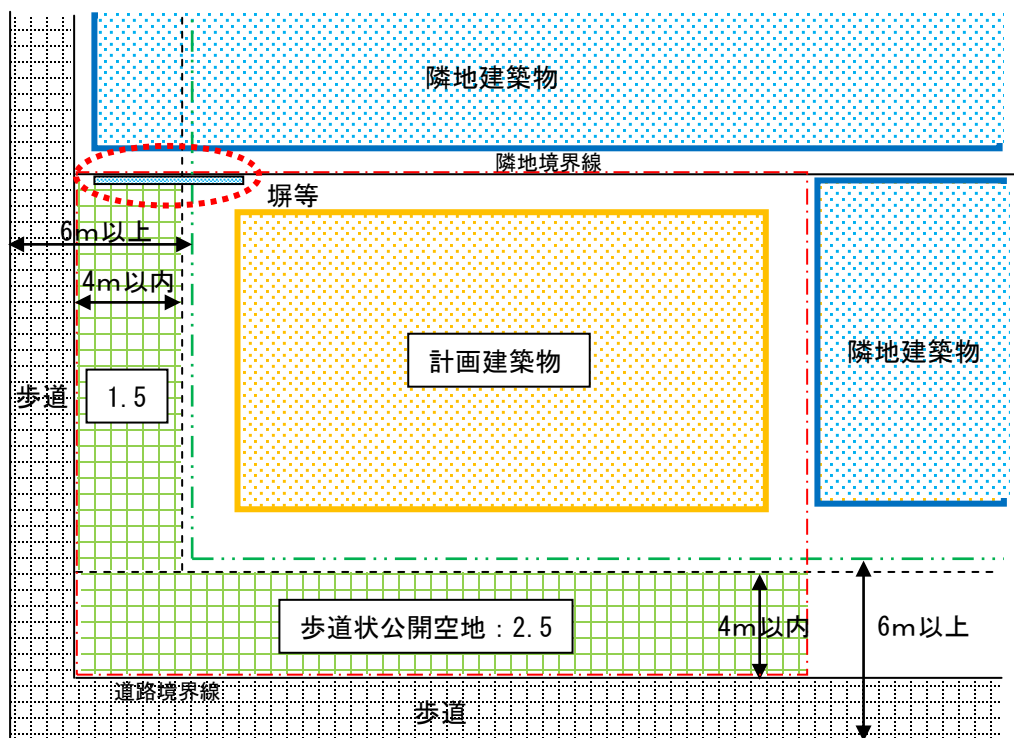 隣地建築物
隣地境界線
塀等
6m以上
4m以内
計画建築物
隣地建築物
歩道
1.5
歩道状公開空地:2.5
4m以内
6m以上
道路境界線
歩道